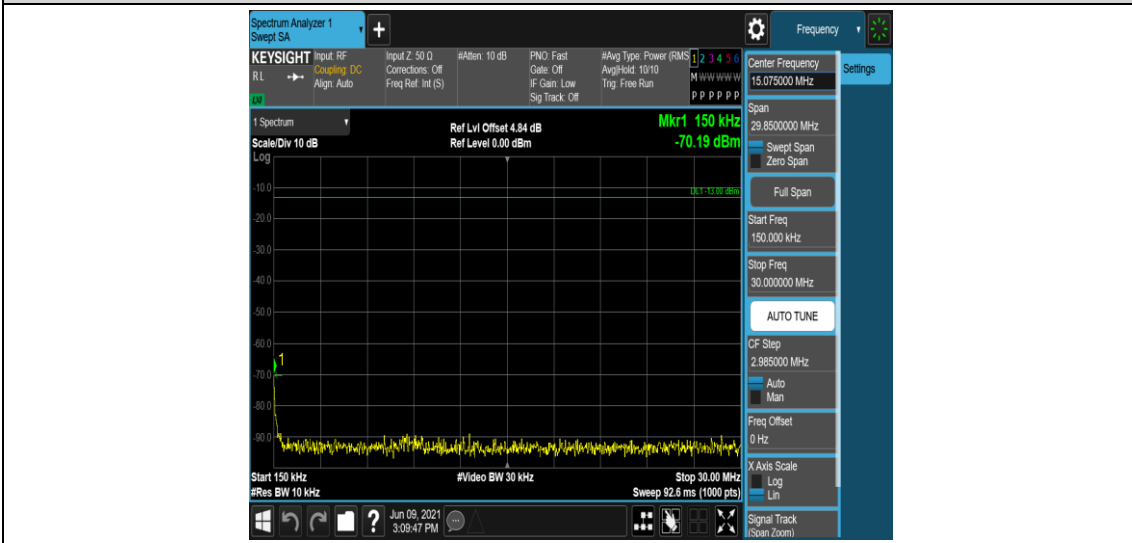 Spectrum Analyzer 1
Swept SA
+
Frequency
KEYSIGHT
RL
Input: RF
Coupling: DC
Align: Auto
Input Z: 50 Ω
Corrections: Off
Freq Ref: Int (S)
#Atten: 10 dB
PNO: Fast
Gate: Off
IF Gain: Low
Sig Track: Off
#Avg Type: Power (RMS
Avg|Hold: 10/10
Trig: Free Run
1 2 3 4 5 6
M W W W W W
P P P P P P
1 Spectrum
Scale/Div 10 dB
Log
Ref Lvl Offset 4.84 dB
Ref Level 0.00 dBm
Mkr1 150 kHz
-70.19 dBm
DL1 -13.00 dBm
-10.0
-20.0
-30.0
-40.0
-50.0
-60.0
1
-70.0
-80.0
-90.0
Start 150 kHz
#Res BW 10 kHz
#Video BW 30 kHz
Stop 30.00 MHz
Sweep 92.6 ms (1000 pts)
?
Jun 09, 2021
3:09:47 PM
Center Frequency
15.075000 MHz
Settings
Span
29.8500000 MHz
Swept Span
Zero Span
Full Span
Start Freq
150.000 kHz
Stop Freq
30.000000 MHz
AUTO TUNE
CF Step
2.985000 MHz
Auto
Man
Freq Offset
0 Hz
X Axis Scale
Log
Lin
Signal Track
(Span Zoom)